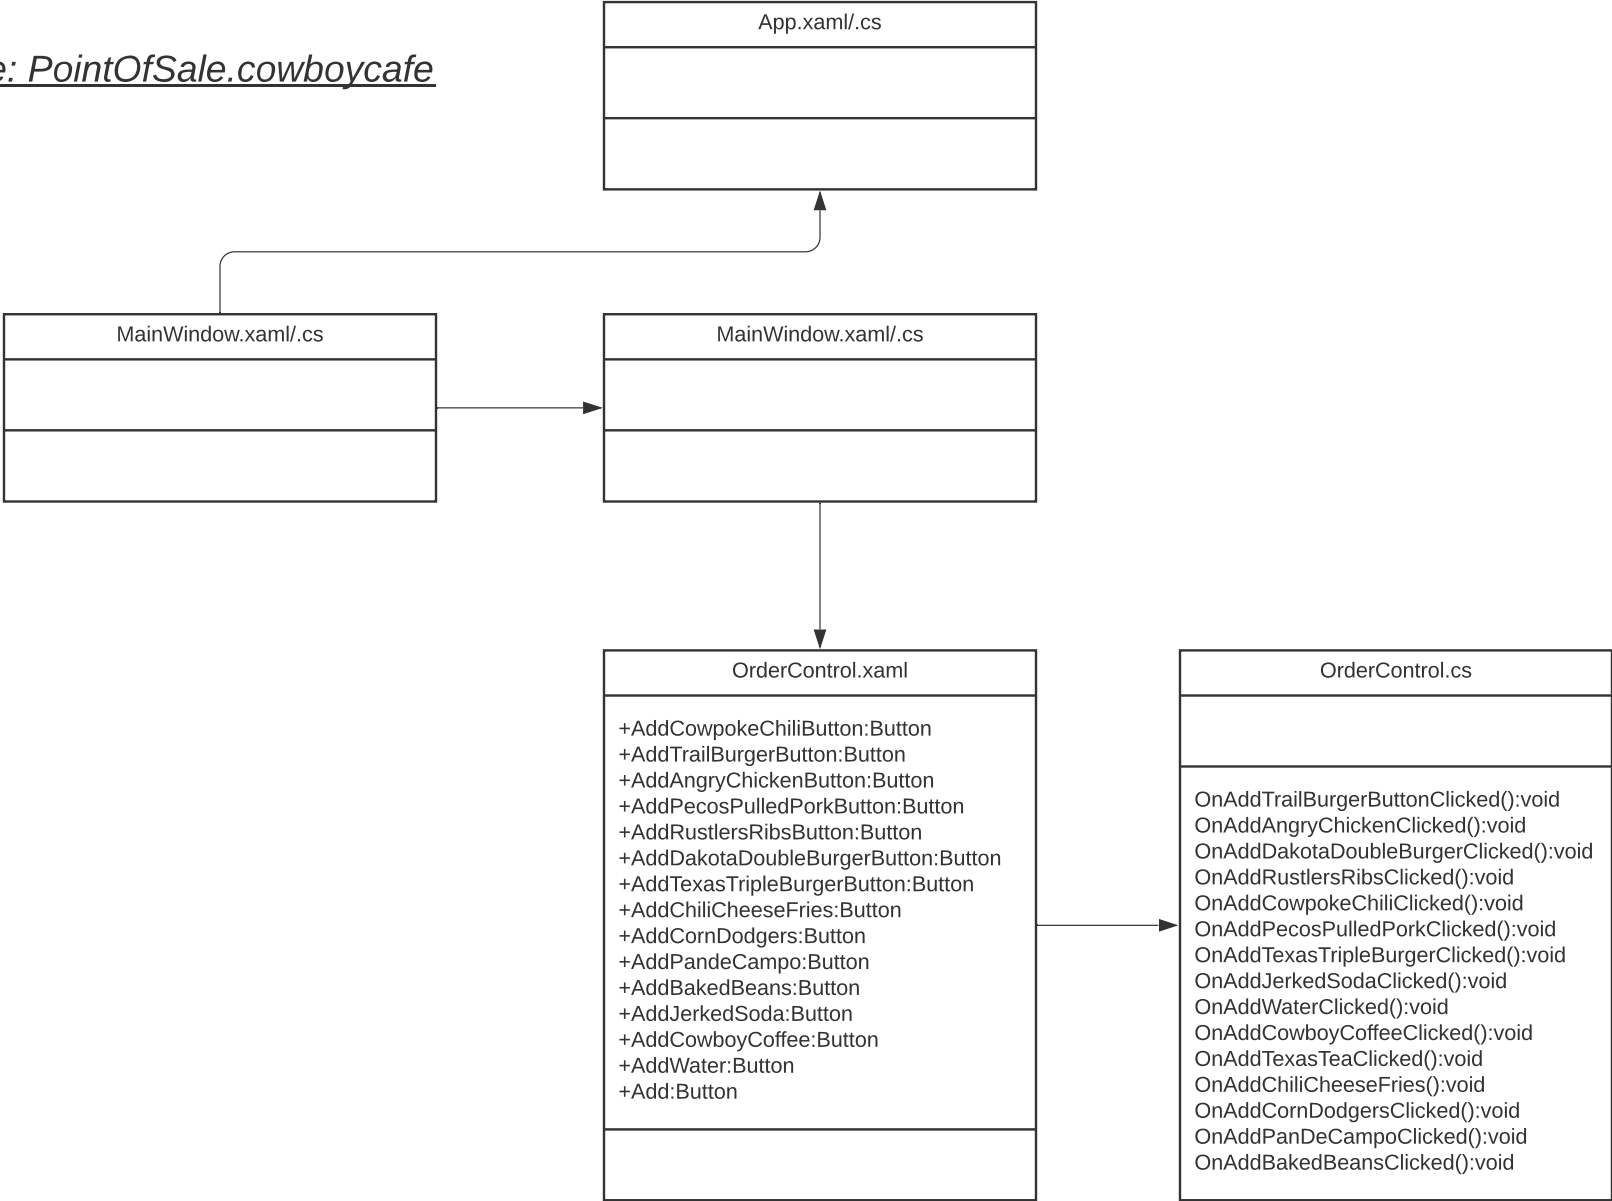 App.xaml/.cs
e: PointOfSale.cowboycafe
MainWindow.xaml/.cs
MainWindow.xaml/.cs
OrderControl.xaml
+AddCowpokeChiliButton:Button
+AddTrailBurgerButton:Button
+AddAngryChickenButton:Button
+AddPecosPulledPorkButton:Button
+AddRustlersRibsButton:Button
+AddDakotaDoubleBurgerButton:Button
+AddTexasTripleBurgerButton:Button
+AddChiliCheeseFries:Button
+AddCornDodgers:Button
+AddPandeCampo:Button
+AddBakedBeans:Button
+AddJerkedSoda:Button
+AddCowboyCoffee:Button
+AddWater:Button
+Add:Button
OrderControl.cs
OnAddTrailBurgerButtonClicked():void
OnAddAngryChickenClicked():void
OnAddDakotaDoubleBurgerClicked():void
OnAddRustlersRibsClicked():void
OnAddCowpokeChiliClicked():void
OnAddPecosPulledPorkClicked():void
OnAddTexasTripleBurgerClicked():void
OnAddJerkedSodaClicked():void
OnAddWaterClicked():void
OnAddCowboyCoffeeClicked():void
OnAddTexasTeaClicked():void
OnAddChiliCheeseFries():void
OnAddCornDodgersClicked():void
OnAddPanDeCampoClicked():void
OnAddBakedBeansClicked():void